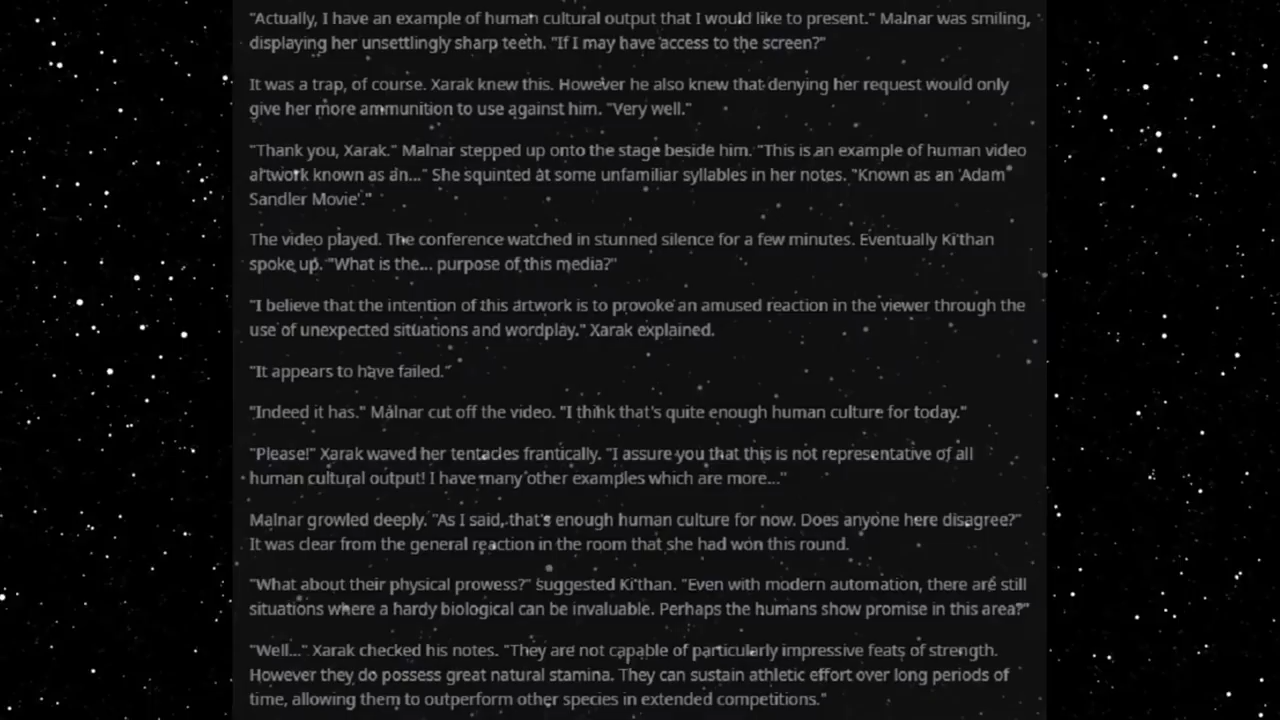 "Actually, I have an example of human cultural output that I would like to present." Malnar was smiling,
displaying her unsettlingly sharp teeth. "If I may have access to the screen?"
It was a trap, of course. Xarak knew this. However he also knew that denying her request would only
give her more ammunition to use against him. "Very well."
"Thank you, Xarak." Malnar stepped up onto the stage beside him. "This is an example of human video
artwork known as an..." She squinted at some unfamiliar syllables in her notes. "Known as an 'Adam
Sandler Movie'."
The video played. The conference watched in stunned silence for a few minutes. Eventually Ki'than
spoke up. "What is the... purpose of this media?"
"I believe that the intention of this artwork is to provoke an amused reaction in the viewer through the
use of unexpected situations and wordplay." Xarak explained.
"It appears to have failed."
"Indeed it has." Malnar cut off the video. "I think that's quite enough human culture for today."
"Please!" Xarak waved her tentacles frantically. "I assure you that this is not representative of all
human cultural output! I have many other examples which are more..."
Malnar growled deeply. "As I said, that's enough human culture for now. Does anyone here disagree?"
It was clear from the general reaction in the room that she had won this round.
"What about their physical prowess?" suggested Ki'than. "Even with modern automation, there are still
situations where a hardy biological can be invaluable. Perhaps the humans show promise in this area?"
"Well..." Xarak checked his notes. "They are not capable of particularly impressive feats of strength.
However they do possess great natural stamina. They can sustain athletic effort over long periods of
time, allowing them to outperform other species in extended competitions."